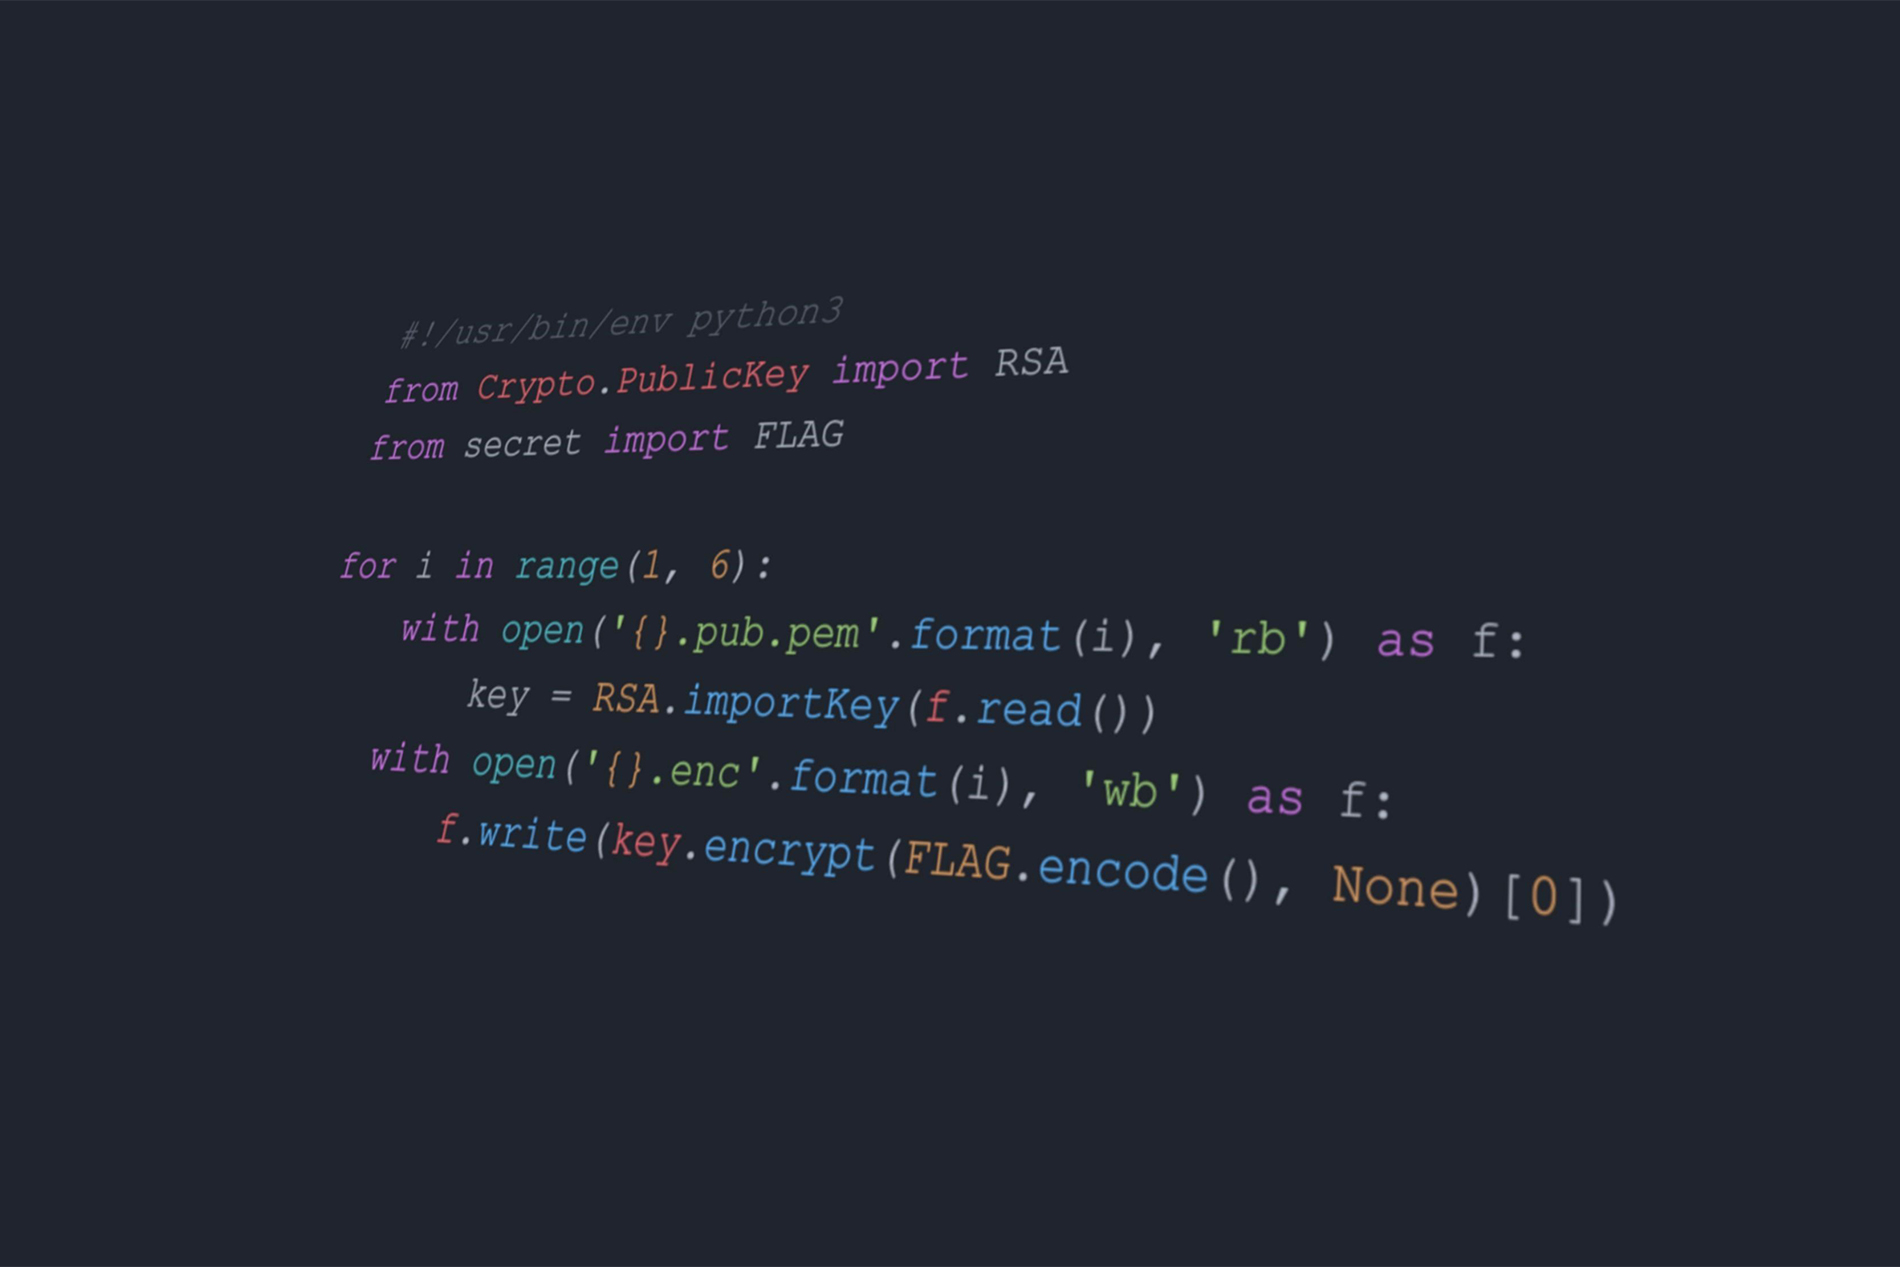 #!/usr/bin/env python3
from Crypto.PublicKey import RSA
from secret import FLAG

for i in range(1, 6):
    with open('{}.pub.pem'.format(i), 'rb') as f:
        key = RSA.importKey(f.read())
    with open('{}.enc'.format(i), 'wb') as f:
        f.write(key.encrypt(FLAG.encode(), None)[0])